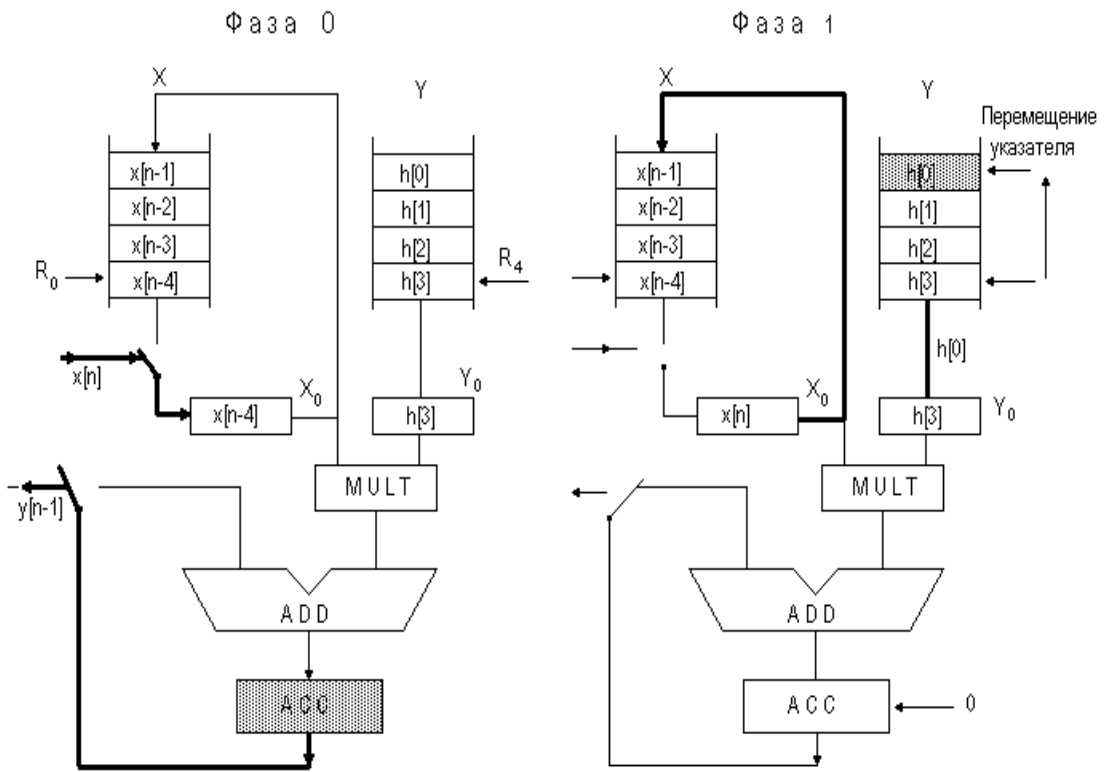 Фаза 0
X
Y
x[n-1]
x[n-2]
x[n-3]
x[n-4]
R0
h[0]
h[1]
h[2]
h[3]
R4
x[n]
x[n-4]
X0
Y0
h[3]
MULT
y[n-1]
ADD
ACC
Фаза 1
X
Y
Перемещение
указателя
x[n-1]
x[n-2]
x[n-3]
x[n-4]
h[0]
h[1]
h[2]
h[3]
h[0]
x[n]
X0
h[3]
Y0
MULT
ADD
ACC
0